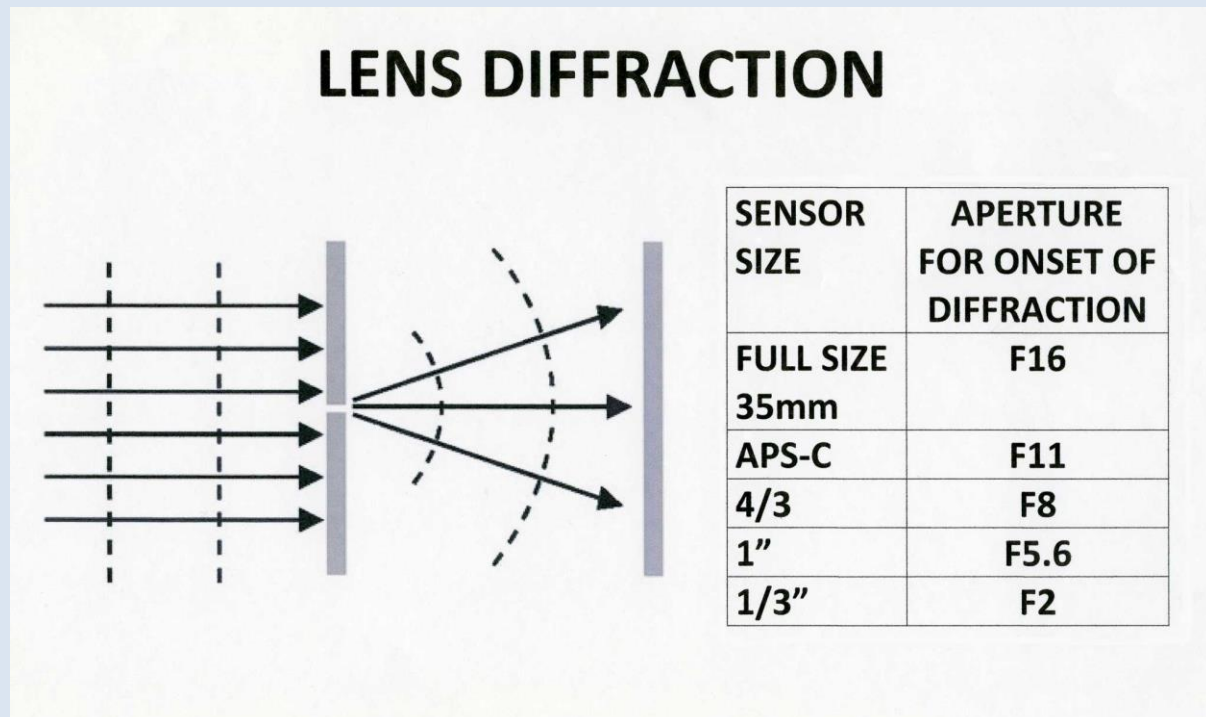 LENS DIFFRACTION
SENSOR SIZE
APERTURE FOR ONSET OF DIFFRACTION
FULL SIZE 35mm
F16
APS-C
F11
4/3
F8
1”
F5.6
1/3”
F2